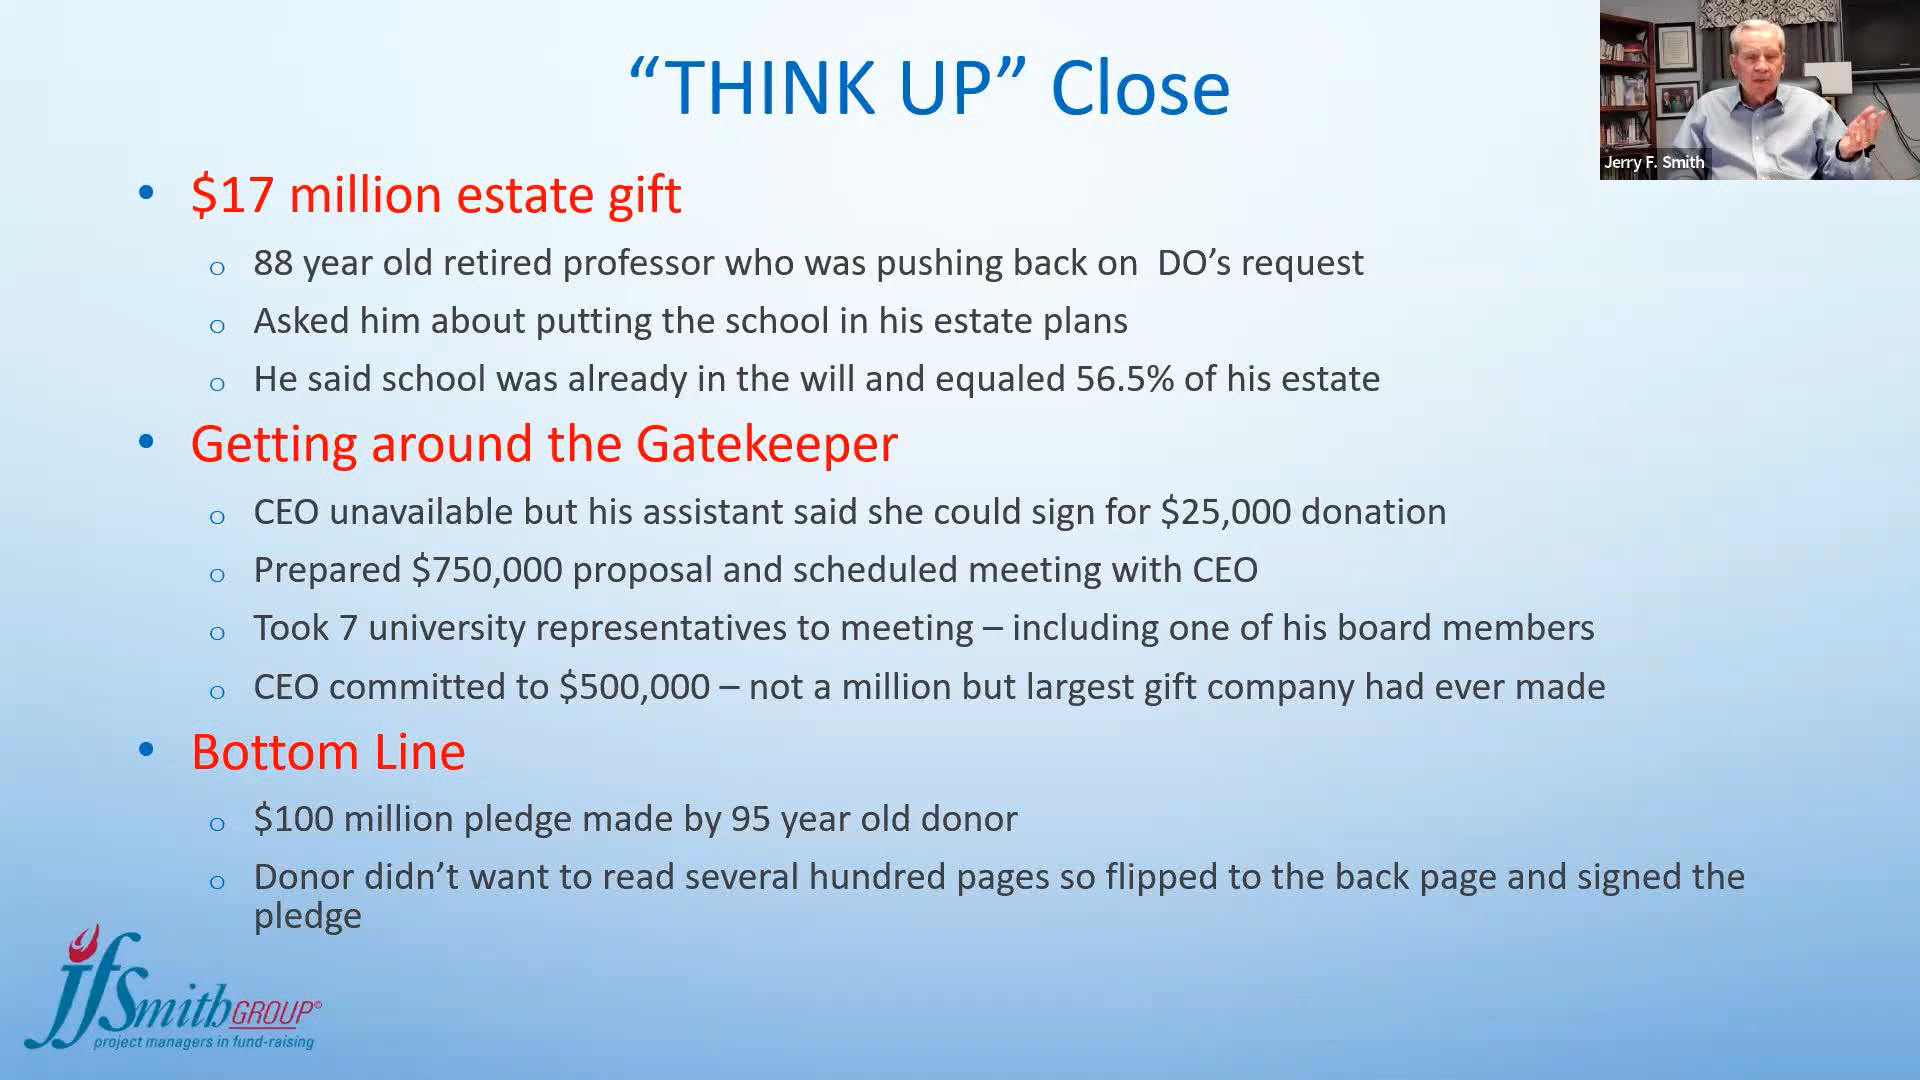 “THINK UP” Close
Jerry F. Smith
• $17 million estate gift
o 88 year old retired professor who was pushing back on  DO’s request
o Asked him about putting the school in his estate plans
o He said school was already in the will and equaled 56.5% of his estate
• Getting around the Gatekeeper
o CEO unavailable but his assistant said she could sign for $25,000 donation
o Prepared $750,000 proposal and scheduled meeting with CEO
o Took 7 university representatives to meeting – including one of his board members
o CEO committed to $500,000 – not a million but largest gift company had ever made
• Bottom Line
o $100 million pledge made by 95 year old donor
o Donor didn’t want to read several hundred pages so flipped to the back page and signed the
pledge
jfSmithGROUP©
project managers in fund-raising